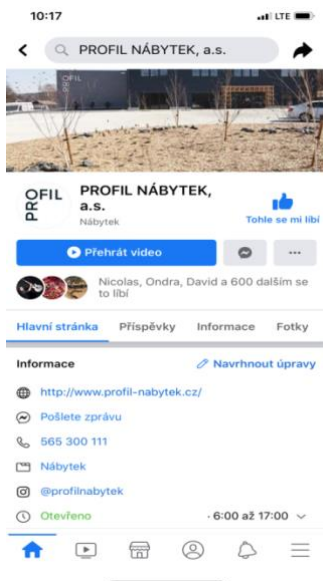 10:17
LTE
PROFIL NÁBYTEK, a.s.
PROFIL
PROFIL
PROFIL NÁBYTEK,
a.s.
Nábytek
Tohle se mi líbí
Přehrát video
Nicolas, Ondra, David a 600 dalším se
to líbí
Hlavní stránka Příspěvky Informace Fotky
Informace
Navrhnout úpravy
http://www.profil-nabytek.cz/
Pošlete zprávu
565 300 111
Nábytek
@profilnabytek
Otevřeno · 6:00 až 17:00